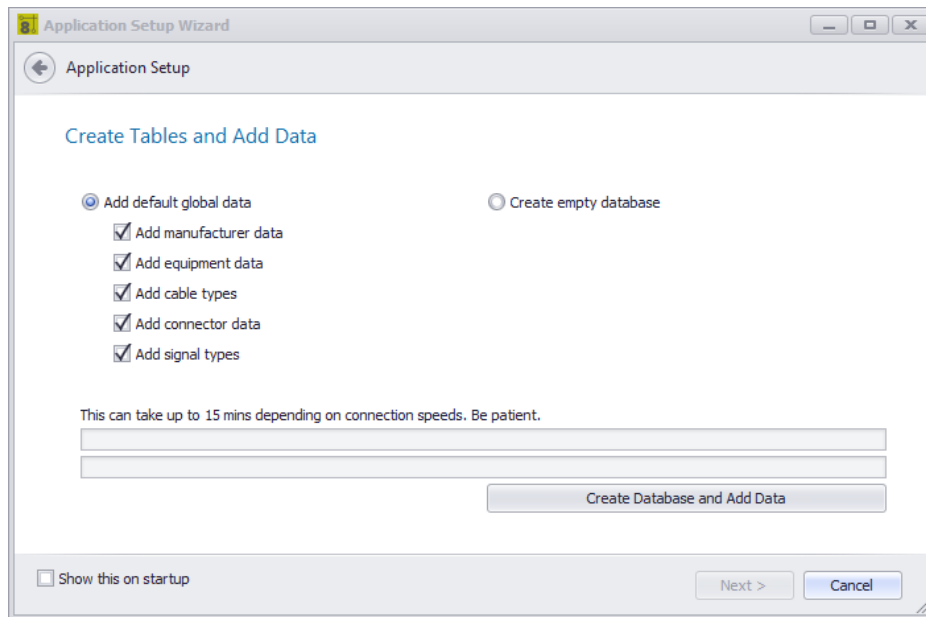 8 Application Setup Wizard
Application Setup
Create Tables and Add Data
Add default global data Create empty database
Add manufacturer data
Add equipment data
Add cable types
Add connector data
Add signal types
This can take up to 15 mins depending on connection speeds. Be patient.
Create Database and Add Data
Show this on startup Next > Cancel